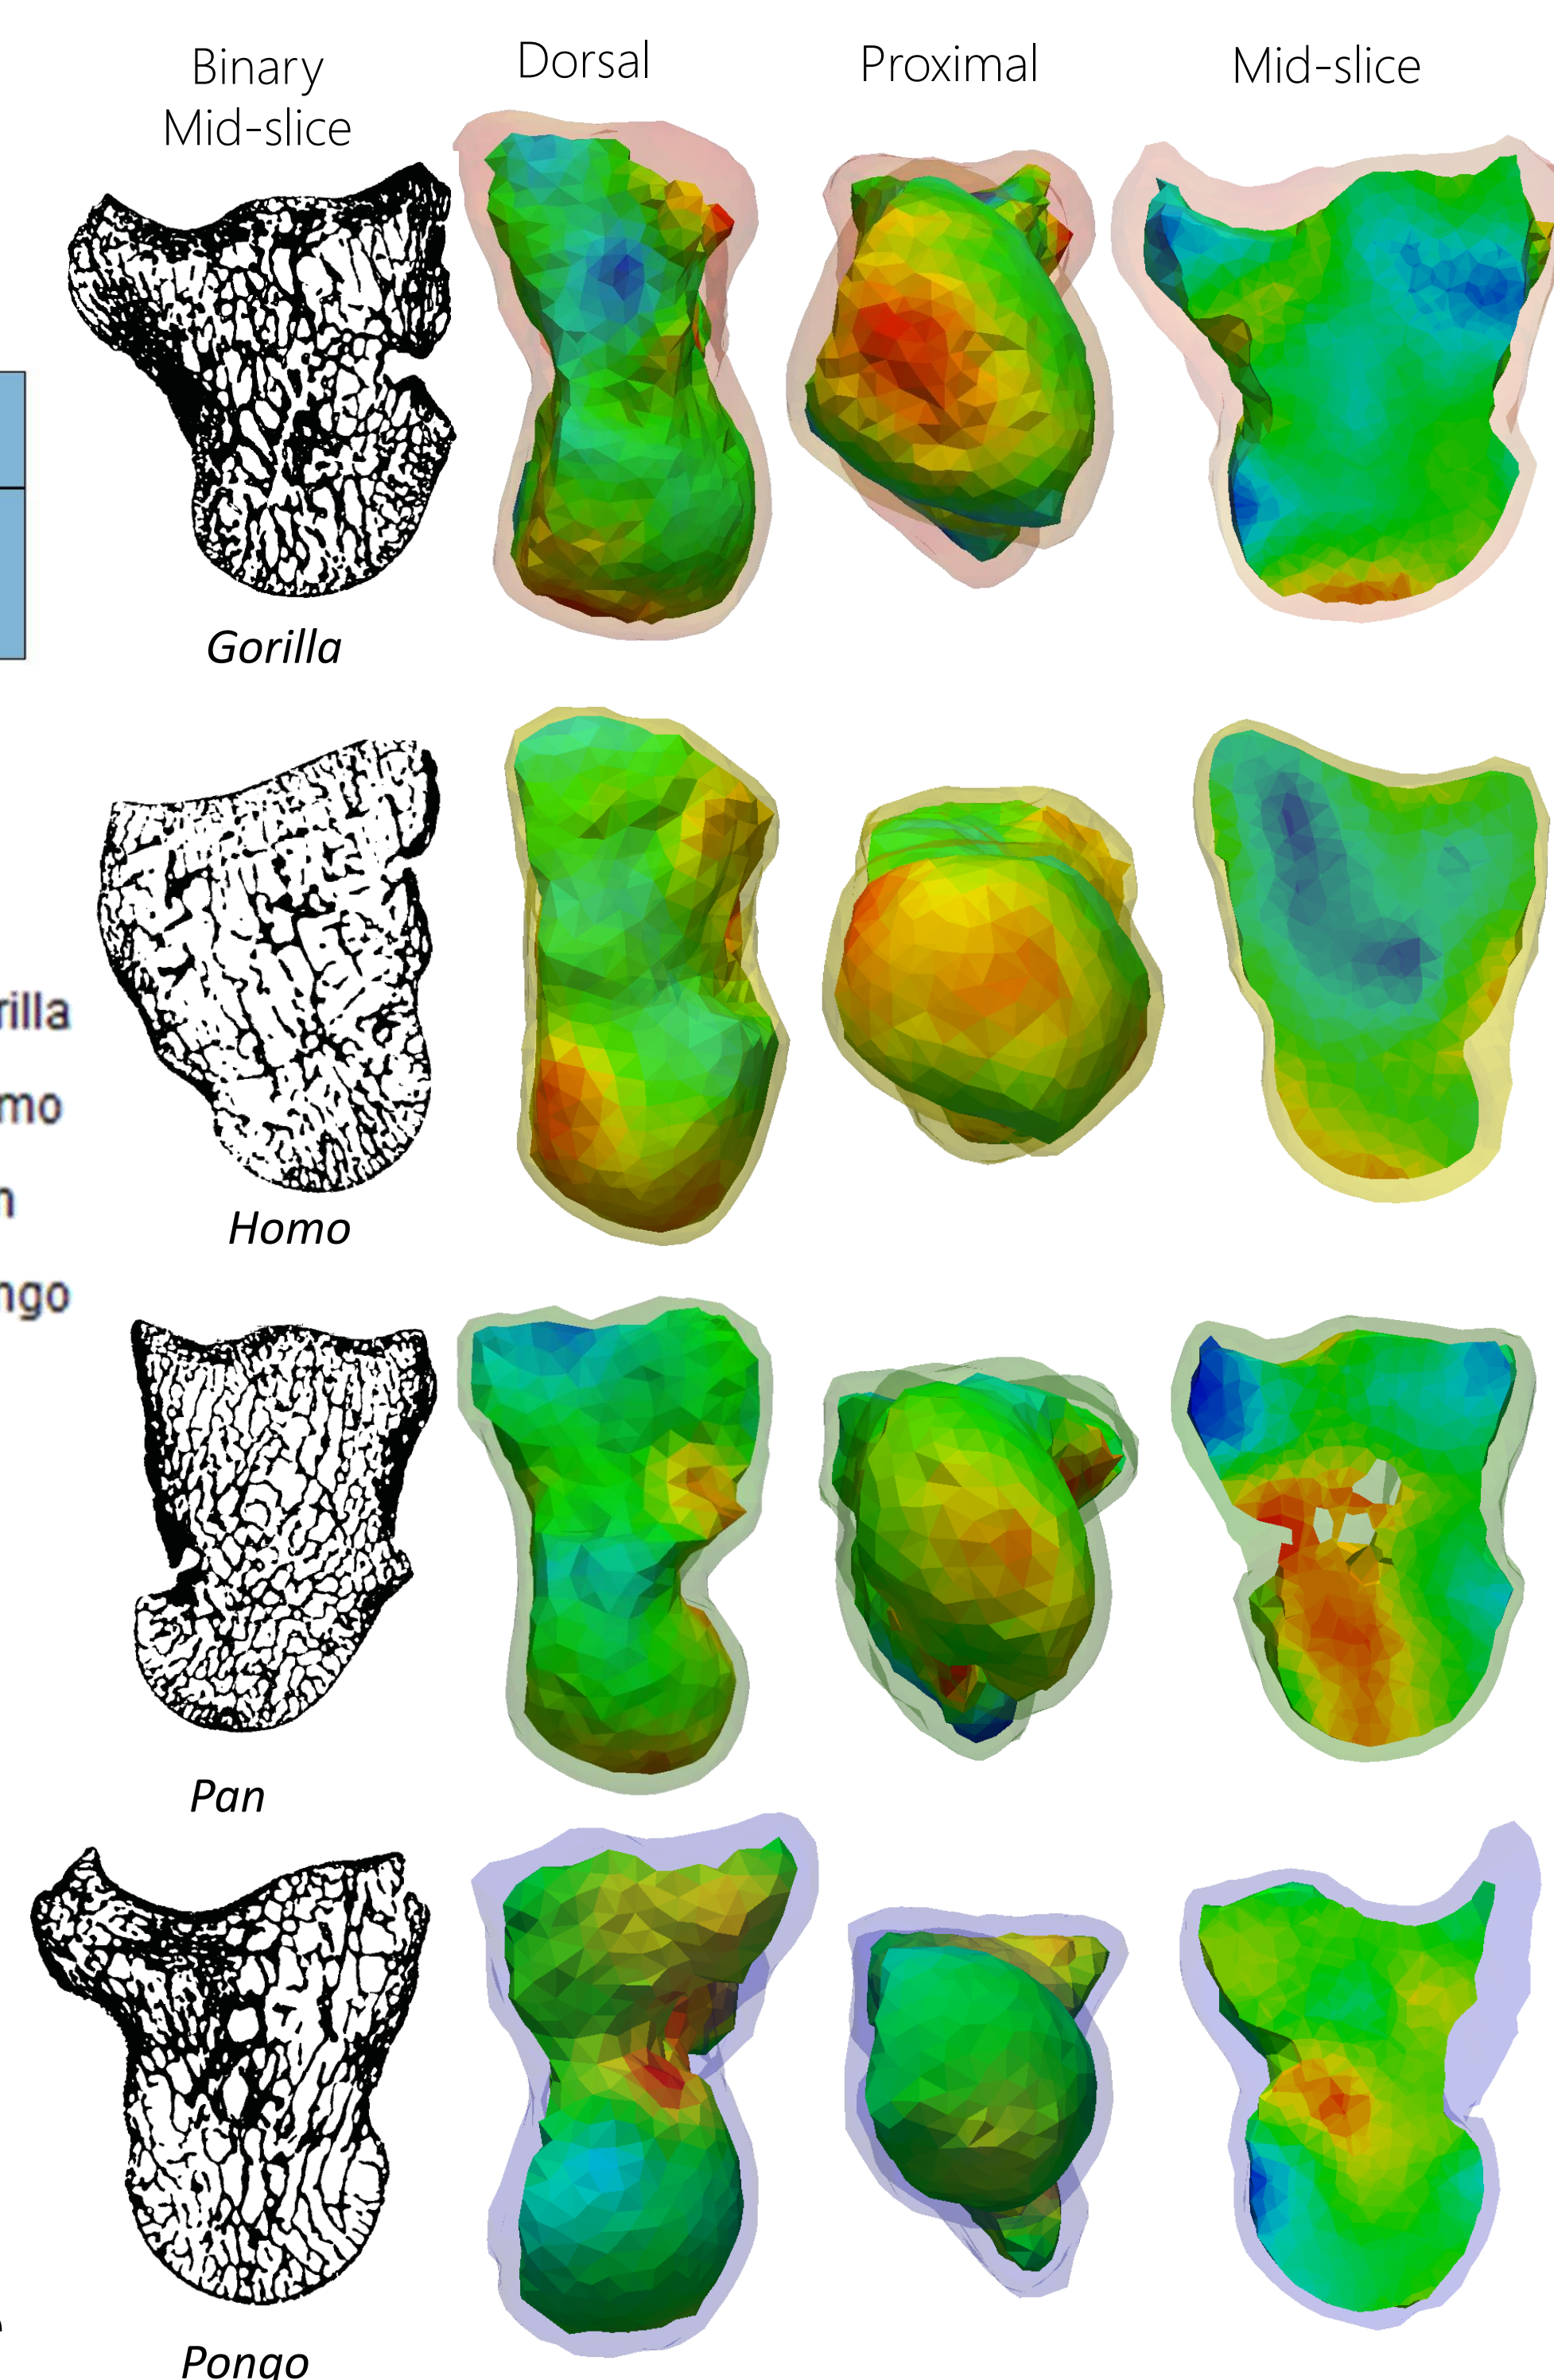 Binary
Mid-slice
Dorsal
Proximal
Mid-slice
Gorilla
Homo
Pan
Pongo